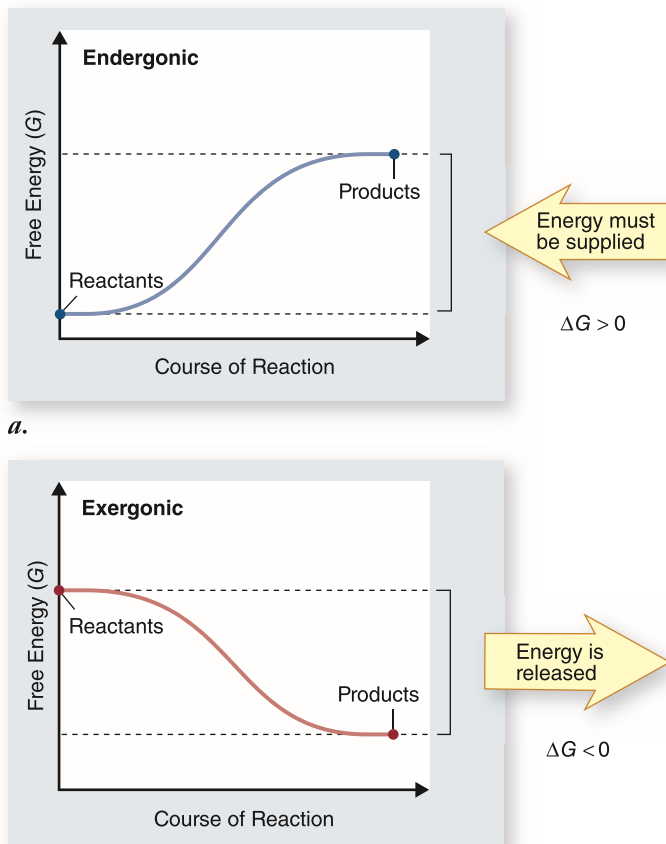 Endergonic
Free Energy (G)
Products
Energy must
be supplied
Reactants
ΔG > 0
Course of Reaction
a.
Exergonic
Free Energy (G)
Reactants
Energy is
released
Products
ΔG < 0
Course of Reaction